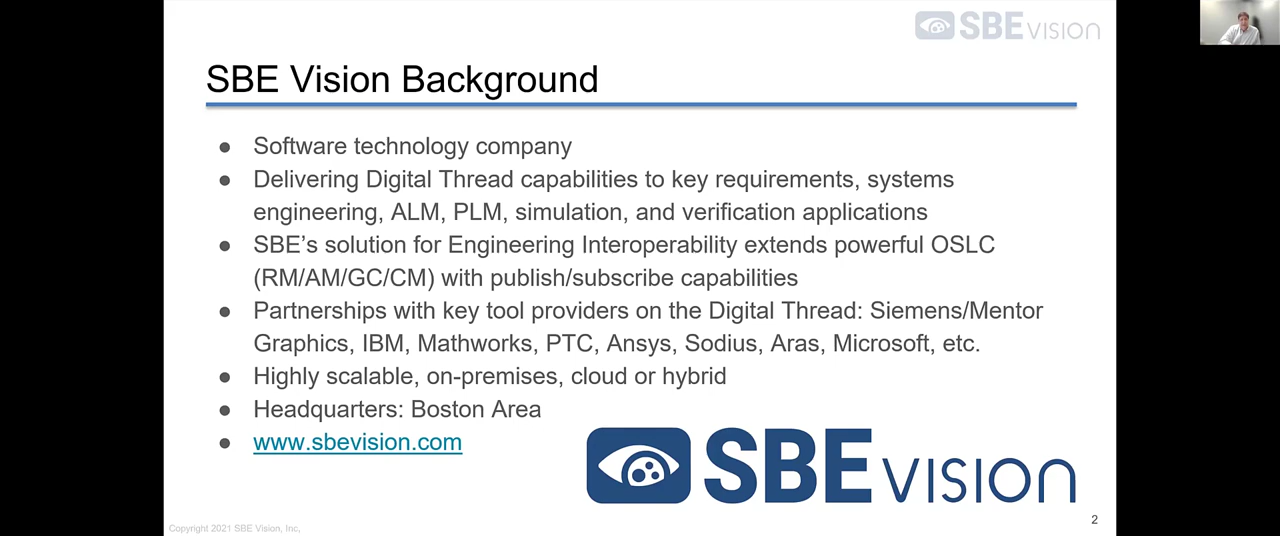 SBE VISION
SBE Vision Background
● Software technology company
● Delivering Digital Thread capabilities to key requirements, systems
engineering, ALM, PLM, simulation, and verification applications
● SBE’s solution for Engineering Interoperability extends powerful OSLC
(RM/AM/GC/CM) with publish/subscribe capabilities
● Partnerships with key tool providers on the Digital Thread: Siemens/Mentor
Graphics, IBM, Mathworks, PTC, Ansys, Sodius, Aras, Microsoft, etc.
● Highly scalable, on-premises, cloud or hybrid
● Headquarters: Boston Area
● www.sbevision.com
SBE VISION
Copyright 2021 SBE Vision, Inc,
2